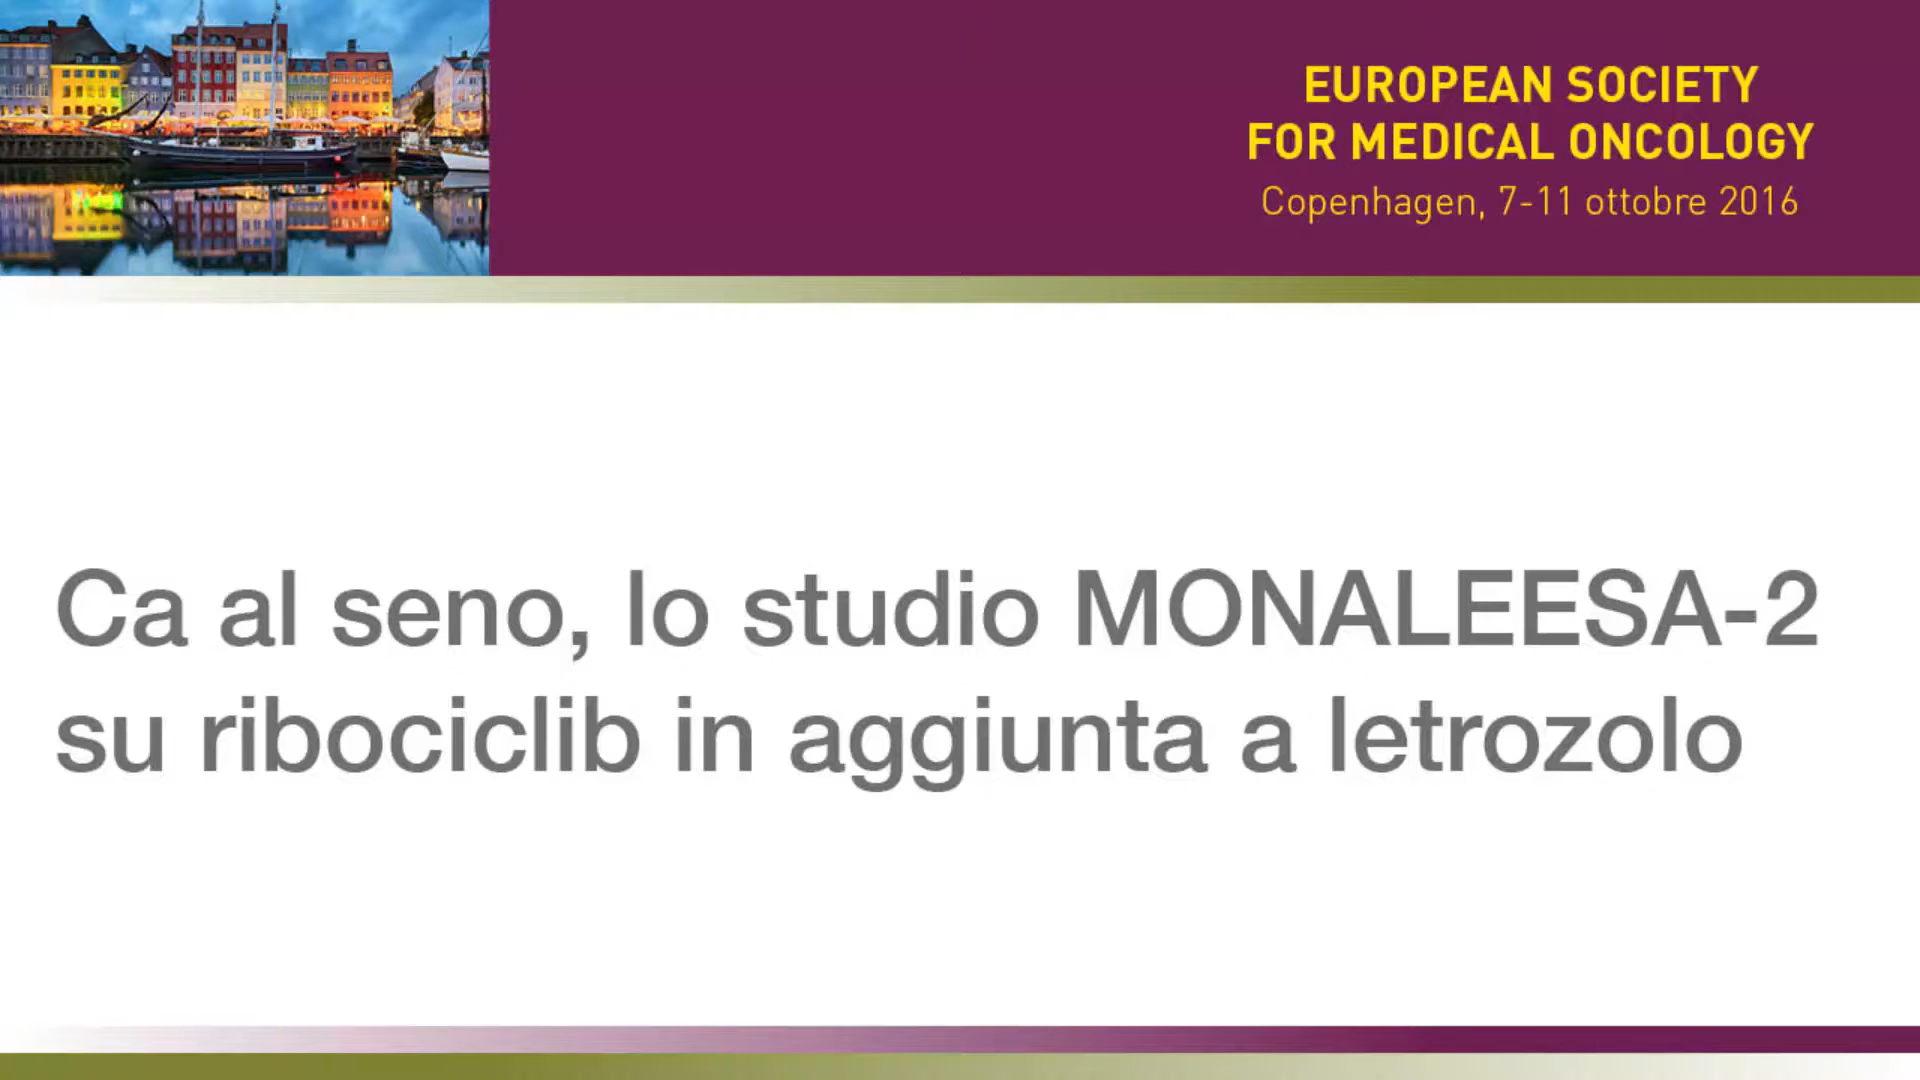 EUROPEAN SOCIETY
FOR MEDICAL ONCOLOGY
Copenhagen, 7-11 ottobre 2016
Ca al seno, lo studio MONALEESA-2
su ribociclib in aggiunta a letrozolo